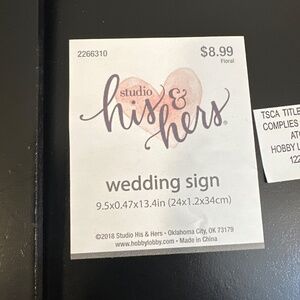 2266310
$8.99
Floral
studio
his &
hers®
wedding sign
9.5x0.47x13.4in (24x1.2x34cm)
©2018 Studio His & Hers • Oklahoma City, OK 73179
www.hobbylobby.com • Made in China
TSCA TITLE
COMPLIES
HOBBY L
122